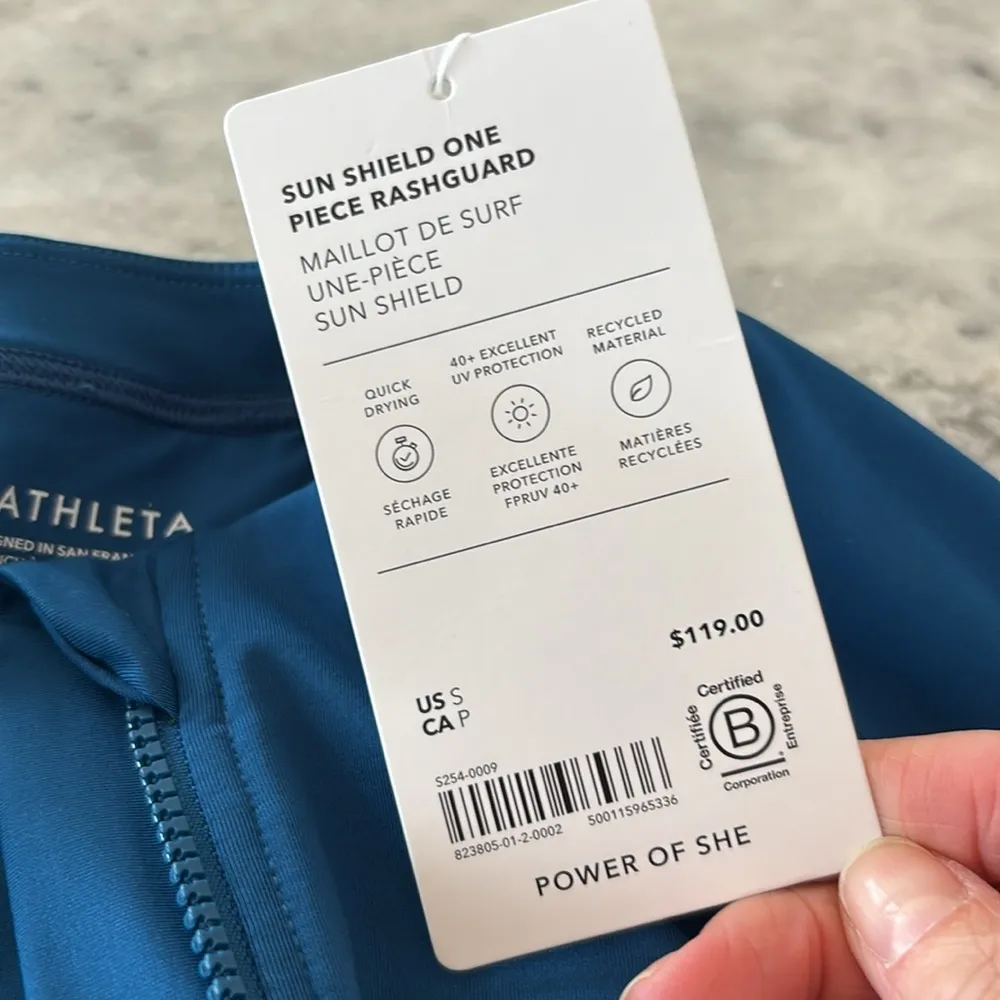 SUN SHIELD ONE
PIECE RASHGUARD
MAILLOT DE SURF
UNE-PIÈCE
SUN SHIELD
QUICK
DRYING
SÉCHAGE
RAPIDE
40+ EXCELLENT
UV PROTECTION
EXCELLENTE
PROTECTION
FPRUV 40+
RECYCLED
MATERIAL
MATIÈRES
RECYCLÉES
$119.00
US S
CA P
Certified
Certifiée
B
Entreprise
®
Corporation
S254-0009
823805-01-2-0002 500115965336
POWER OF SHE
ATHLETA